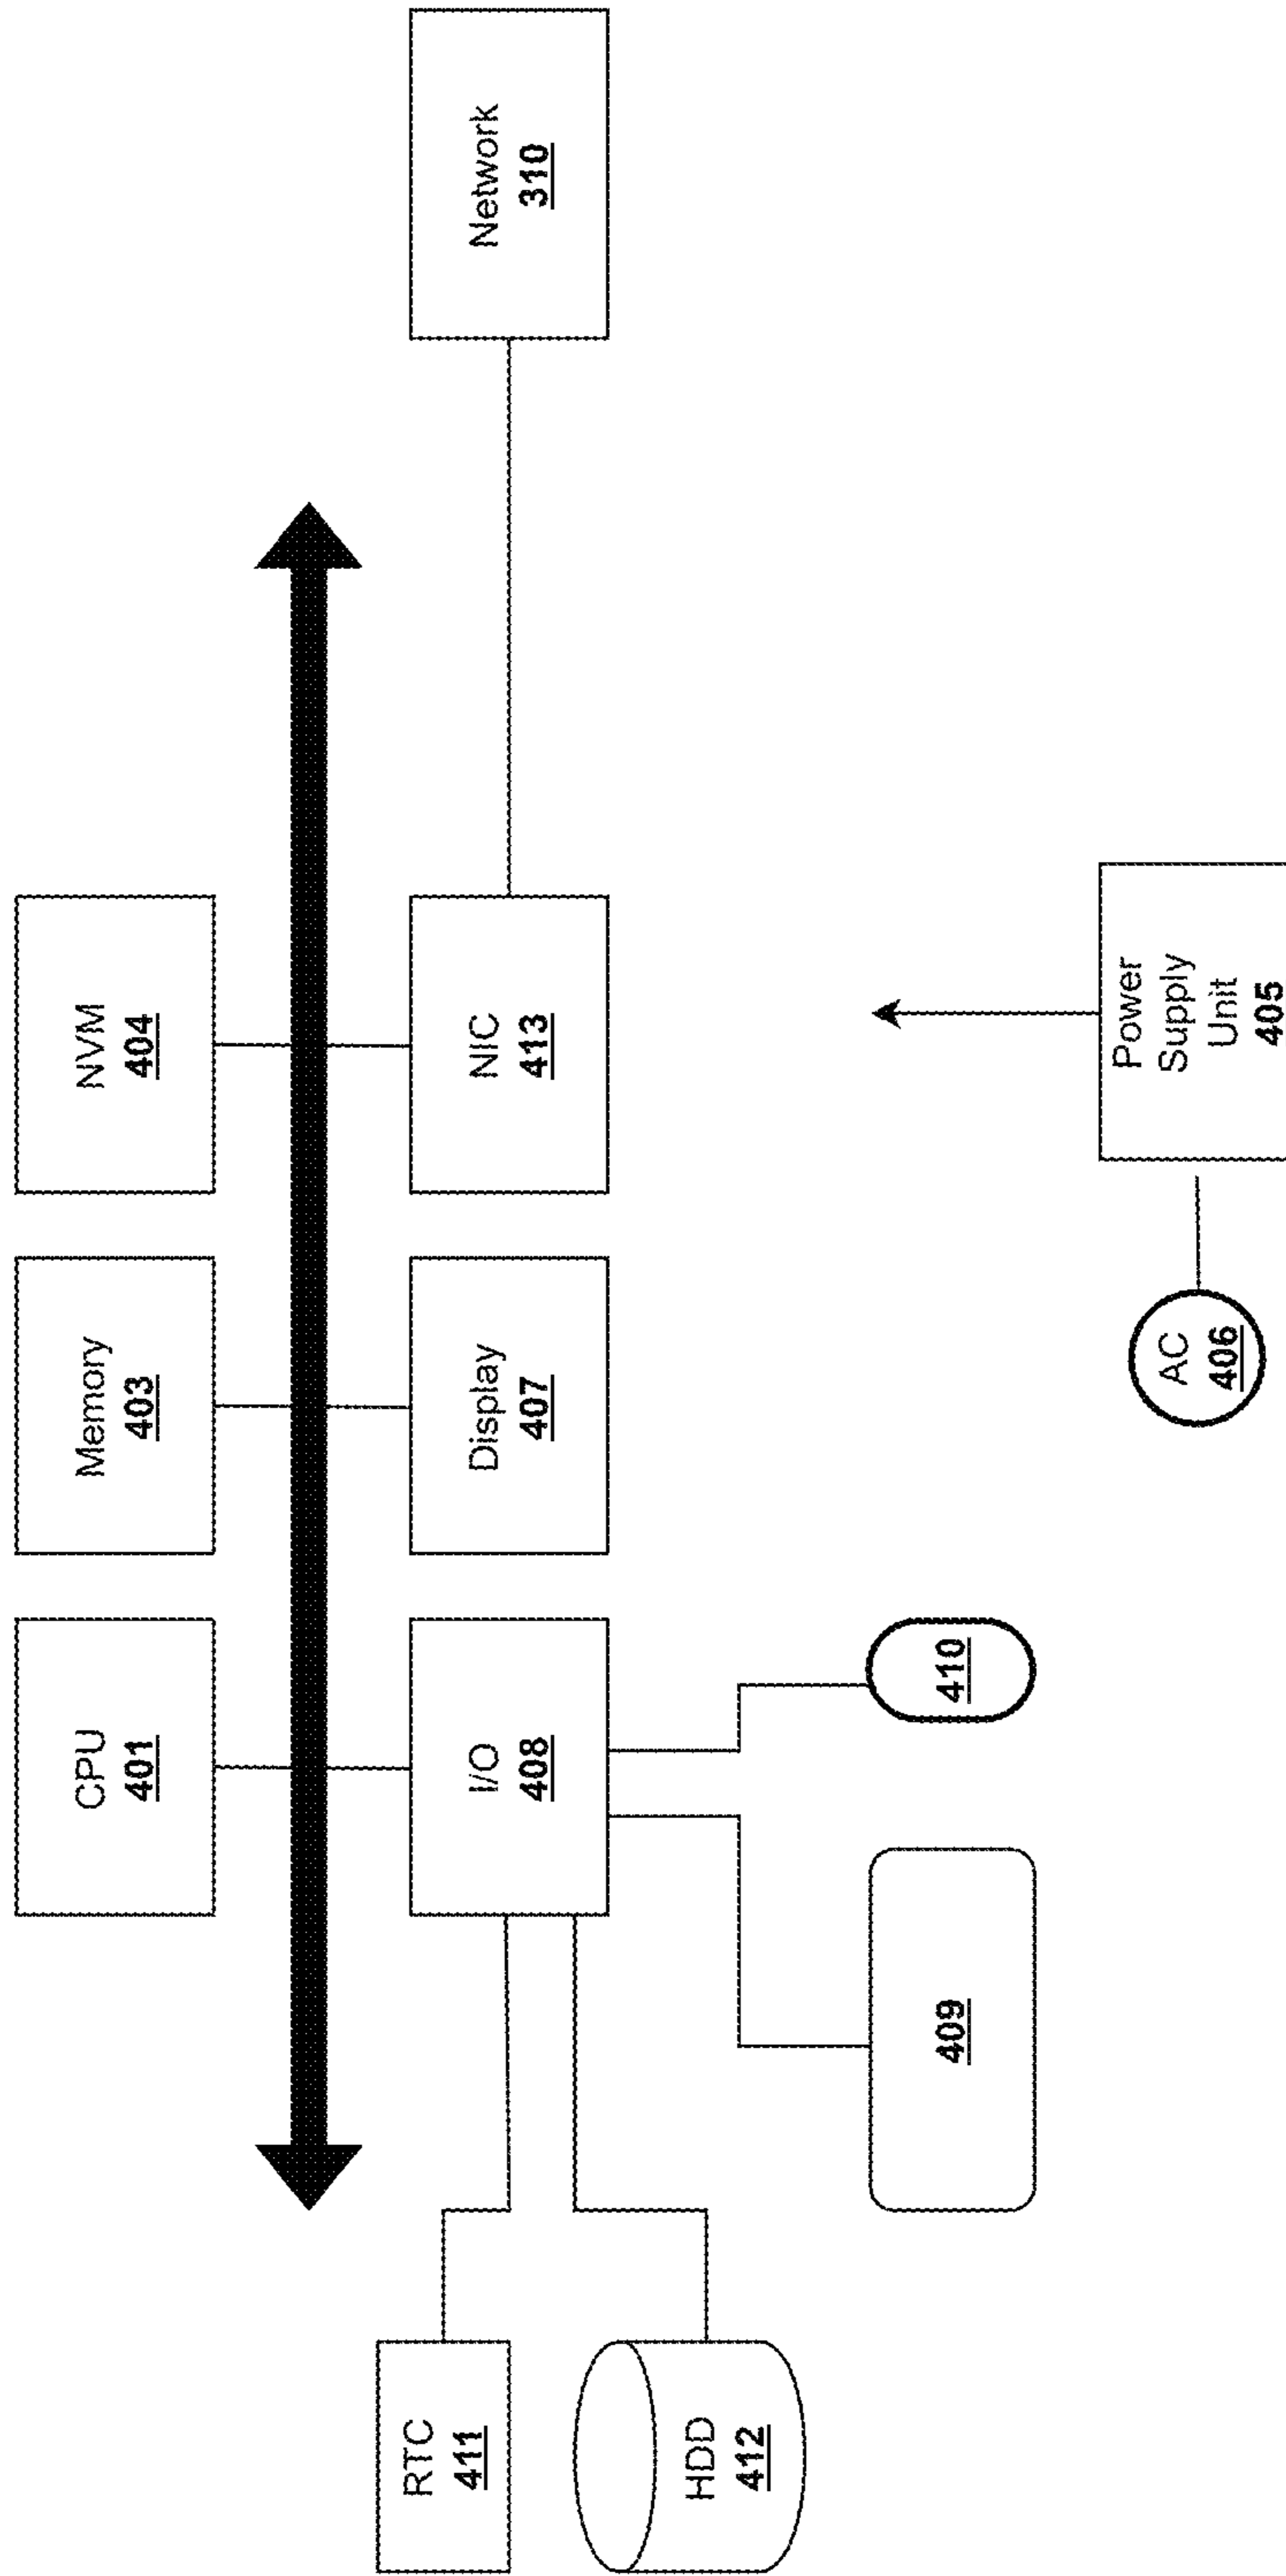 CPU
401
Memory
403
NVM
404
RTC
411
I/O
408
Display
407
NIC
413
Network
310
HDD
412
409
410
AC
406
Power
Supply
Unit
405